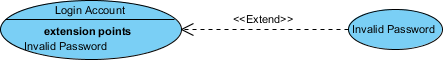 Login Account
extension points
Invalid Password
<<Extend>>
Invalid Password